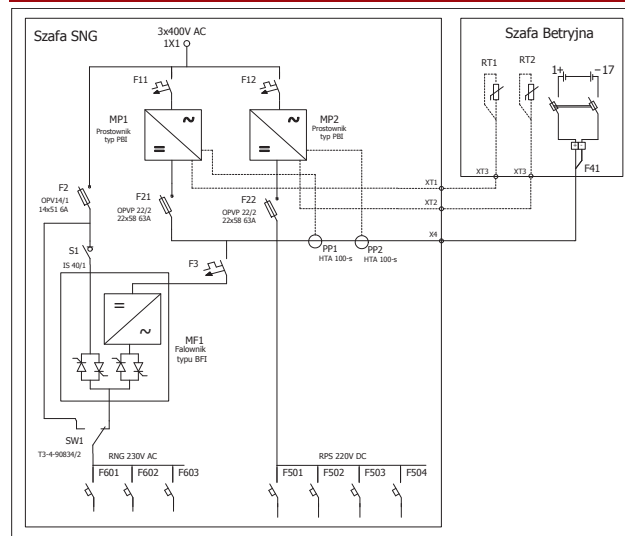 Szafa SNG
3x400V AC
1X1
Szafa Betryjna
RT1
RT2
1+
−17
F11
F12
MP1
Prostownik
typ PBI
MP2
Prostownik
typ PBI
F41
XT3
XT3
XT1
F2
OPV14/1
14x51 6A
F21
OPVP 22/2
22x58 63A
F22
OPVP 22/2
22x58 63A
XT2
X4
S1
IS 40/1
F3
PP1
HTA 100-s
PP2
HTA 100-s
MF1
Falownik
typu BFI
SW1
T3-4-90834/2
RNG 230V AC
RPS 220V DC
F601
F602
F603
F501
F502
F503
F504